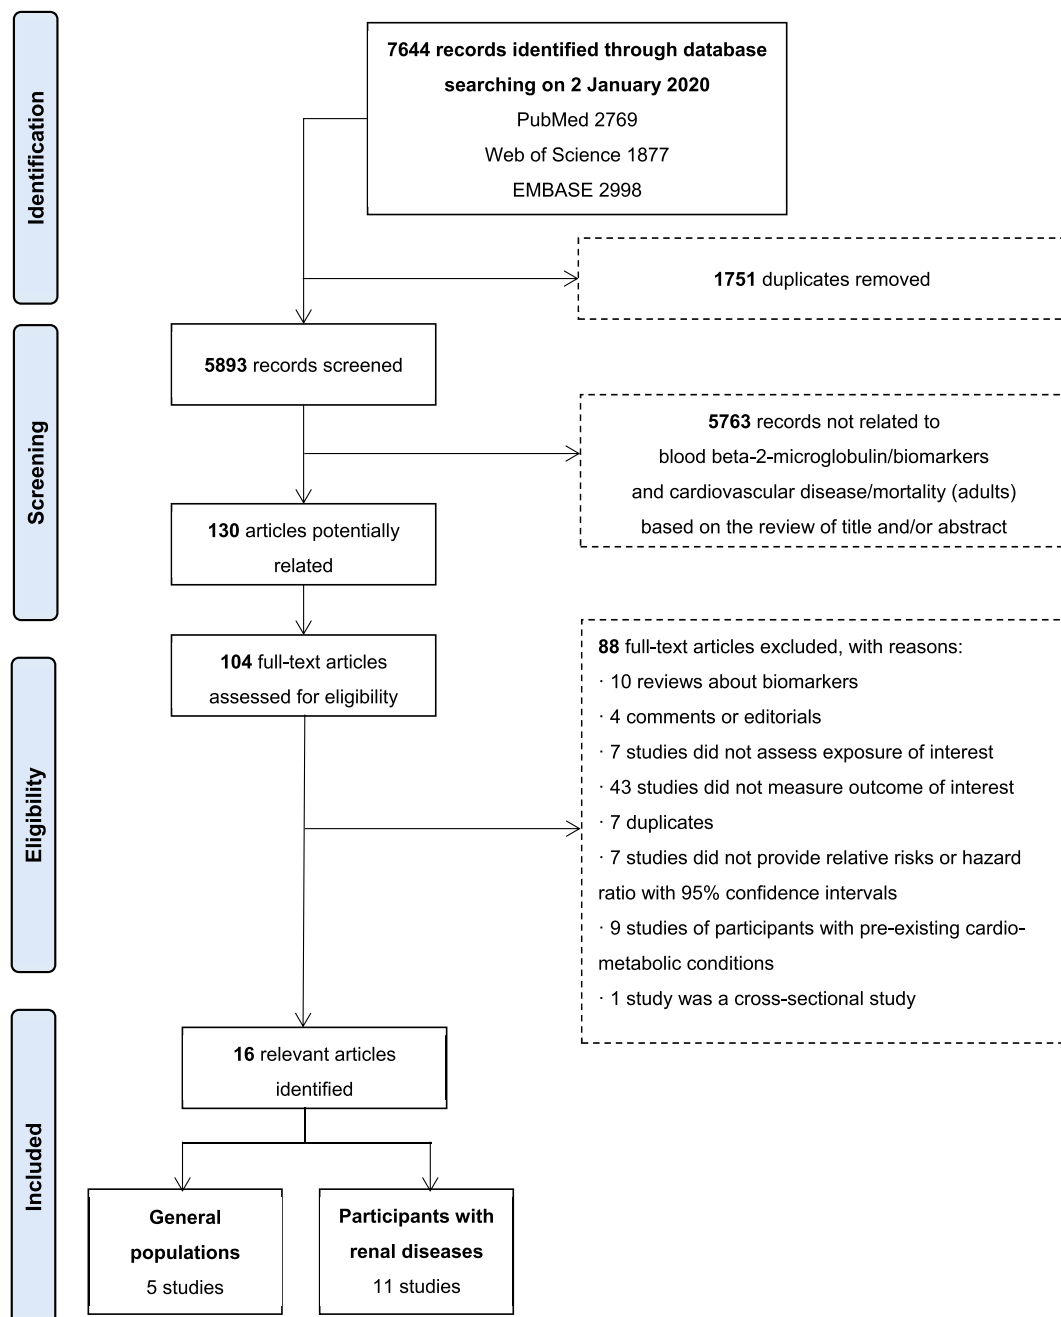 Identification
7644 records identified through database
searching on 2 January 2020
PubMed 2769
Web of Science 1877
EMBASE 2998
1751 duplicates removed
Screening
5893 records screened
5763 records not related to
blood beta-2-microglobulin/biomarkers
and cardiovascular disease/mortality (adults)
based on the review of title and/or abstract
130 articles potentially
related
Eligibility
104 full-text articles
assessed for eligibility
88 full-text articles excluded, with reasons:
· 10 reviews about biomarkers
· 4 comments or editorials
· 7 studies did not assess exposure of interest
· 43 studies did not measure outcome of interest
· 7 duplicates
· 7 studies did not provide relative risks or hazard
ratio with 95% confidence intervals
· 9 studies of participants with pre-existing cardio-
metabolic conditions
· 1 study was a cross-sectional study
Included
16 relevant articles
identified
General
populations
5 studies
Participants with
renal diseases
11 studies